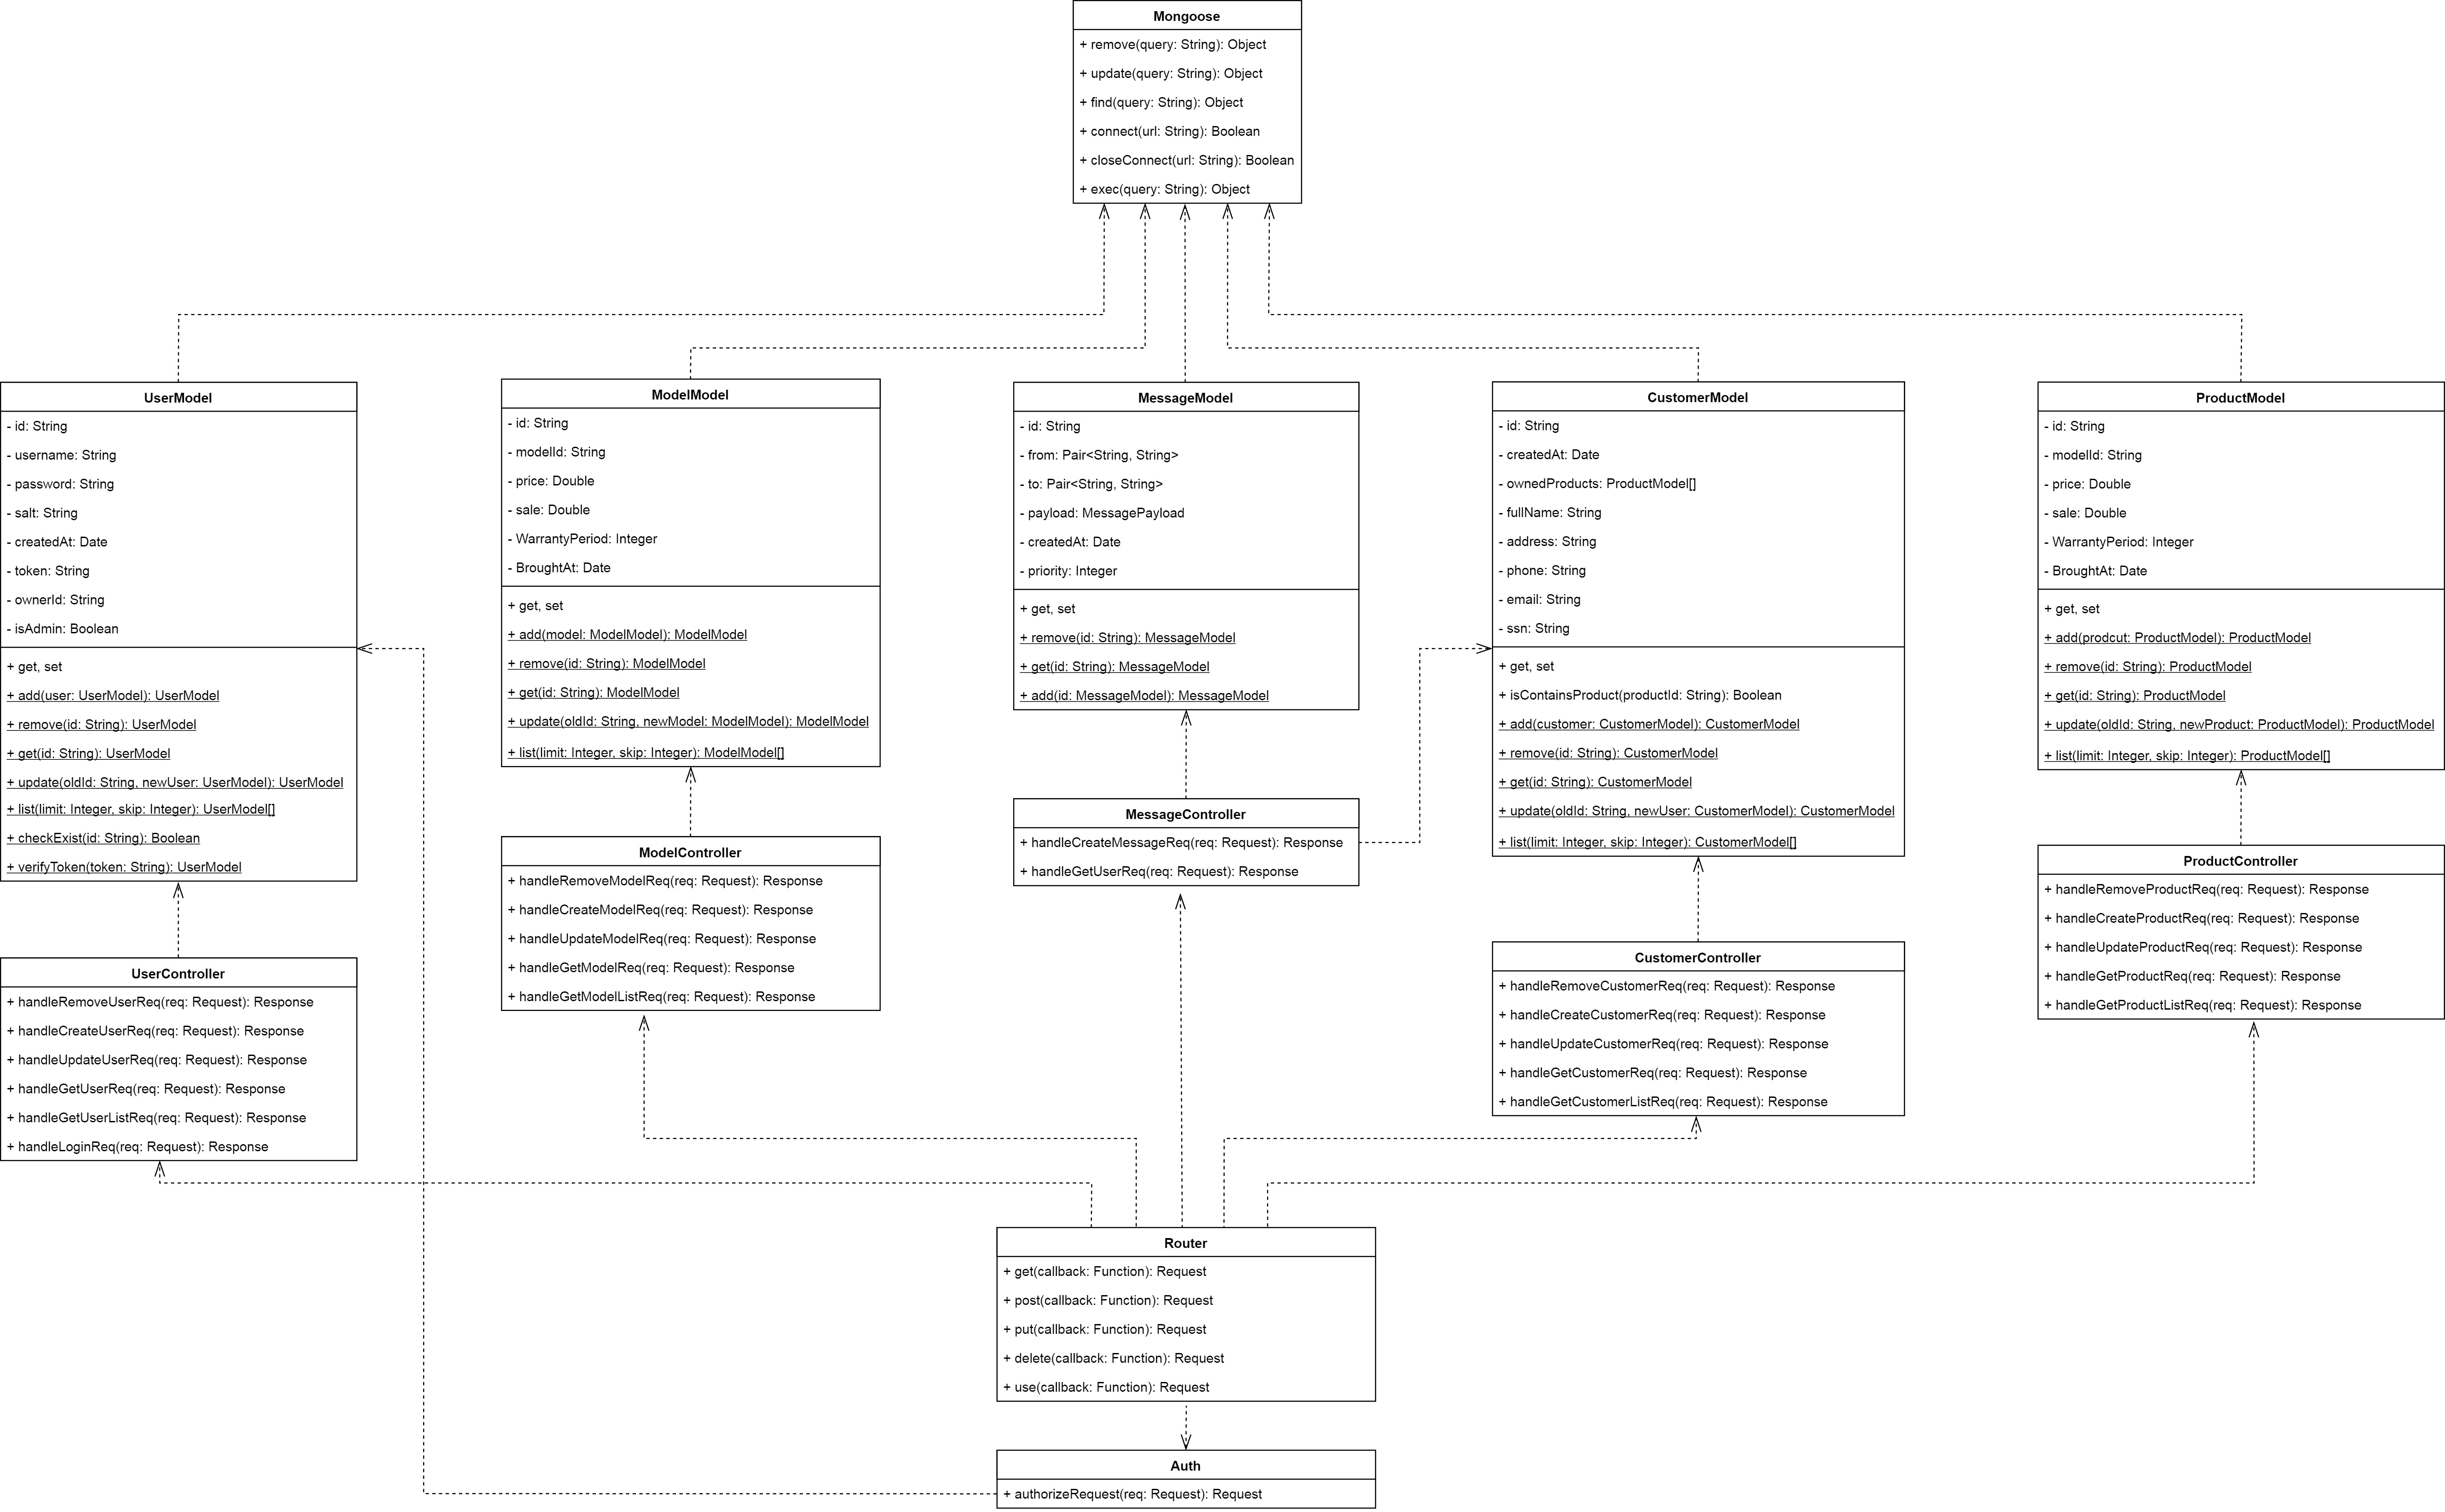 Mongoose
+ remove(query: String): Object
+ update(query: String): Object
+ find(query: String): Object
+ connect(url: String): Boolean
+ closeConnect(url: String): Boolean
+ exec(query: String): Object
UserModel
- id: String
- username: String
- password: String
- salt: String
- createdAt: Date
- token: String
- ownerId: String
- isAdmin: Boolean
+ get, set
+ add(user: UserModel): UserModel
+ remove(id: String): UserModel
+ get(id: String): UserModel
+ update(oldId: String, newUser: UserModel): UserModel
+ list(limit: Integer, skip: Integer): UserModel[]
+ checkExist(id: String): Boolean
+ verifyToken(token: String): UserModel
ModelModel
- id: String
- modelId: String
- price: Double
- sale: Double
- WarrantyPeriod: Integer
- BroughtAt: Date
+ get, set
+ add(model: ModelModel): ModelModel
+ remove(id: String): ModelModel
+ get(id: String): ModelModel
+ update(oldId: String, newModel: ModelModel): ModelModel
+ list(limit: Integer, skip: Integer): ModelModel[]
MessageModel
- id: String
- from: Pair<String, String>
- to: Pair<String, String>
- payload: MessagePayload
- createdAt: Date
- priority: Integer
+ get, set
+ remove(id: String): MessageModel
+ get(id: String): MessageModel
+ add(id: MessageModel): MessageModel
CustomerModel
- id: String
- createdAt: Date
- ownedProducts: ProductModel[]
- fullName: String
- address: String
- phone: String
- email: String
- ssn: String
+ get, set
+ isContainsProduct(productId: String): Boolean
+ add(customer: CustomerModel): CustomerModel
+ remove(id: String): CustomerModel
+ get(id: String): CustomerModel
+ update(oldId: String, newUser: CustomerModel): CustomerModel
+ list(limit: Integer, skip: Integer): CustomerModel[]
ProductModel
- id: String
- modelId: String
- price: Double
- sale: Double
- WarrantyPeriod: Integer
- BroughtAt: Date
+ get, set
+ add(prodcut: ProductModel): ProductModel
+ remove(id: String): ProductModel
+ get(id: String): ProductModel
+ update(oldId: String, newProduct: ProductModel): ProductModel
+ list(limit: Integer, skip: Integer): ProductModel[]
UserController
+ handleRemoveUserReq(req: Request): Response
+ handleCreateUserReq(req: Request): Response
+ handleUpdateUserReq(req: Request): Response
+ handleGetUserReq(req: Request): Response
+ handleGetUserListReq(req: Request): Response
+ handleLoginReq(req: Request): Response
ModelController
+ handleRemoveModelReq(req: Request): Response
+ handleCreateModelReq(req: Request): Response
+ handleUpdateModelReq(req: Request): Response
+ handleGetModelReq(req: Request): Response
+ handleGetModelListReq(req: Request): Response
MessageController
+ handleCreateMessageReq(req: Request): Response
+ handleGetUserReq(req: Request): Response
CustomerController
+ handleRemoveCustomerReq(req: Request): Response
+ handleCreateCustomerReq(req: Request): Response
+ handleUpdateCustomerReq(req: Request): Response
+ handleGetCustomerReq(req: Request): Response
+ handleGetCustomerListReq(req: Request): Response
ProductController
+ handleRemoveProductReq(req: Request): Response
+ handleCreateProductReq(req: Request): Response
+ handleUpdateProductReq(req: Request): Response
+ handleGetProductReq(req: Request): Response
+ handleGetProductListReq(req: Request): Response
Router
+ get(callback: Function): Request
+ post(callback: Function): Request
+ put(callback: Function): Request
+ delete(callback: Function): Request
+ use(callback: Function): Request
Auth
+ authorizeRequest(req: Request): Request